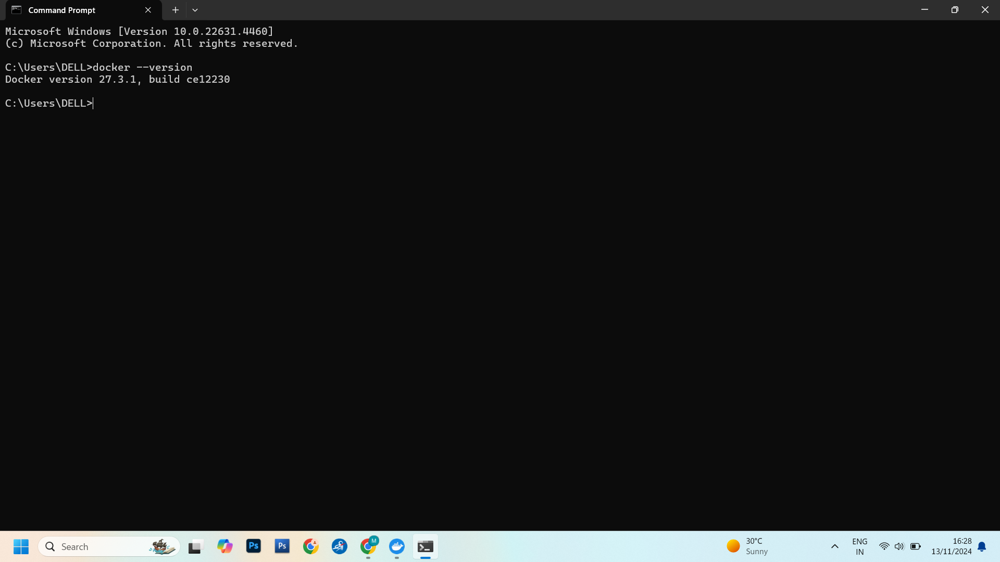 Command Prompt
Microsoft Windows [Version 10.0.22631.4460]
(c) Microsoft Corporation. All rights reserved.
C:\Users\DELL>docker --version
Docker version 27.3.1, build ce12230
C:\Users\DELL>
Search
Ps
Ps
M
30°C
Sunny
ENG
IN
16:28
13/11/2024